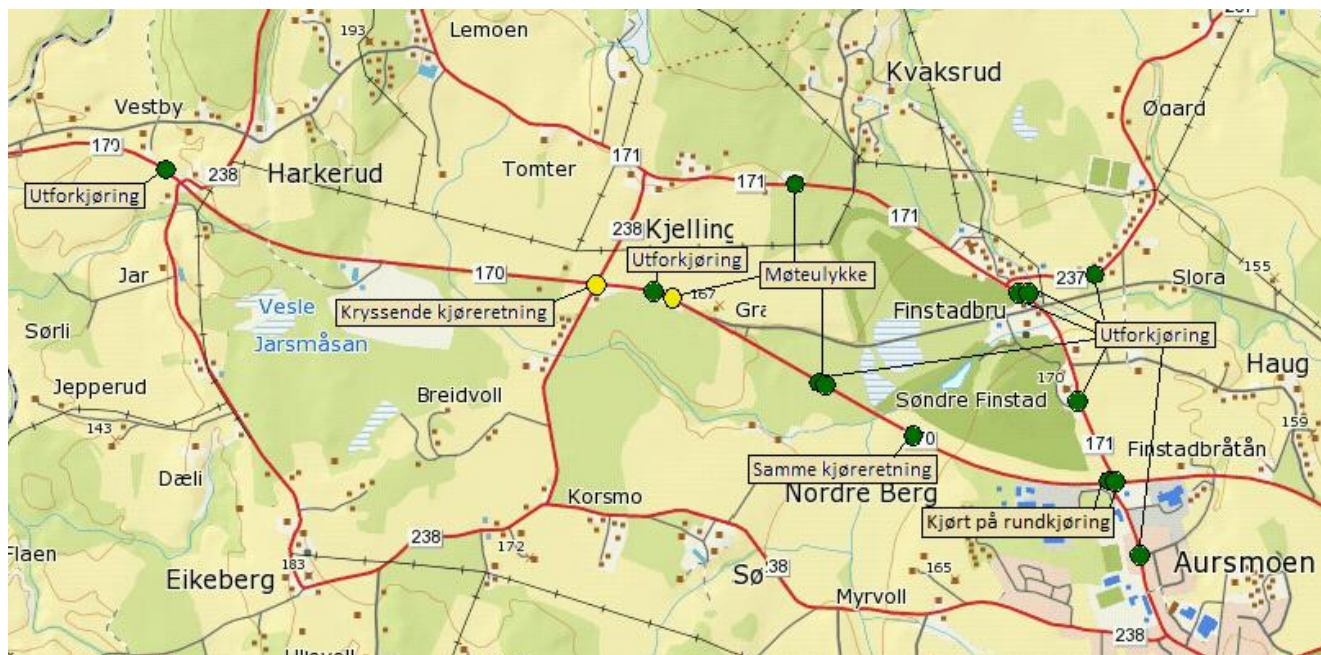 193
Lemoen
Kvaksrud
Vestby
Øgard
170
171
238
Harkerud
Tomter
171
Utforkjøring
171
238
Kjelling
Utforkjøring
Møteulykke
Jar
170
237
Slora
155
Vesle
Jarsmåsan
Kryssende kjøreretning
167
Gra
Finstadbru
Sørli
Utforkjøring
Haug
Jepperud
Breidvoll
170
Søndre Finstad
143
159
70
171
Finstadbråtån
Dæli
Samme kjøreretning
Korsmo
Nordre Berg
Kjørt på rundkjøring
238
172
Flaen
183
Eikeberg
Sø
238
165
Aursmoen
Myrvoll
238